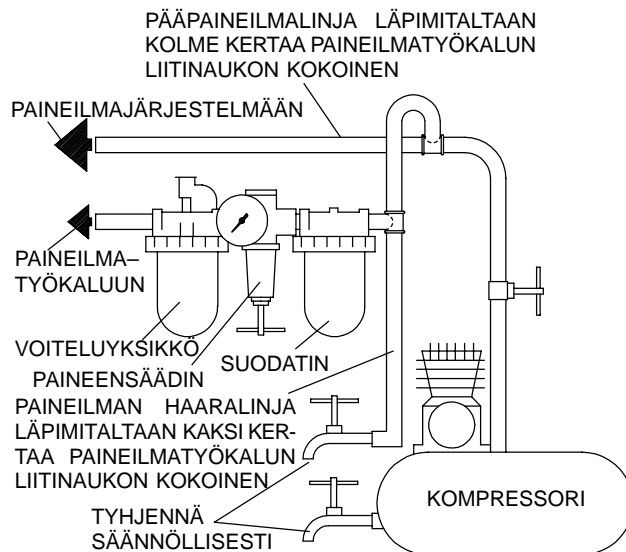 PÄÄPAINEILMALINJA LÄPIMITALTAAN
KOLME KERTAA PAINEILMATYÖKALUN
LIITINAUKON KOKOINEN
PAINEILMAJÄRJESTELMÄÄN
PAINEILMA–
TYÖKALUUN
VOITELUYKSIKKÖ
SUODATIN
PAINEENSÄÄDIN
PAINEILMAN HAARALINJA
LÄPIMITALTAAN KAKSI KER-
TAA PAINEILMATYÖKALUN
LIITINAUKON KOKOINEN
KOMPRESSORI
TYHJENNÄ
SÄÄNNÖLLISESTI